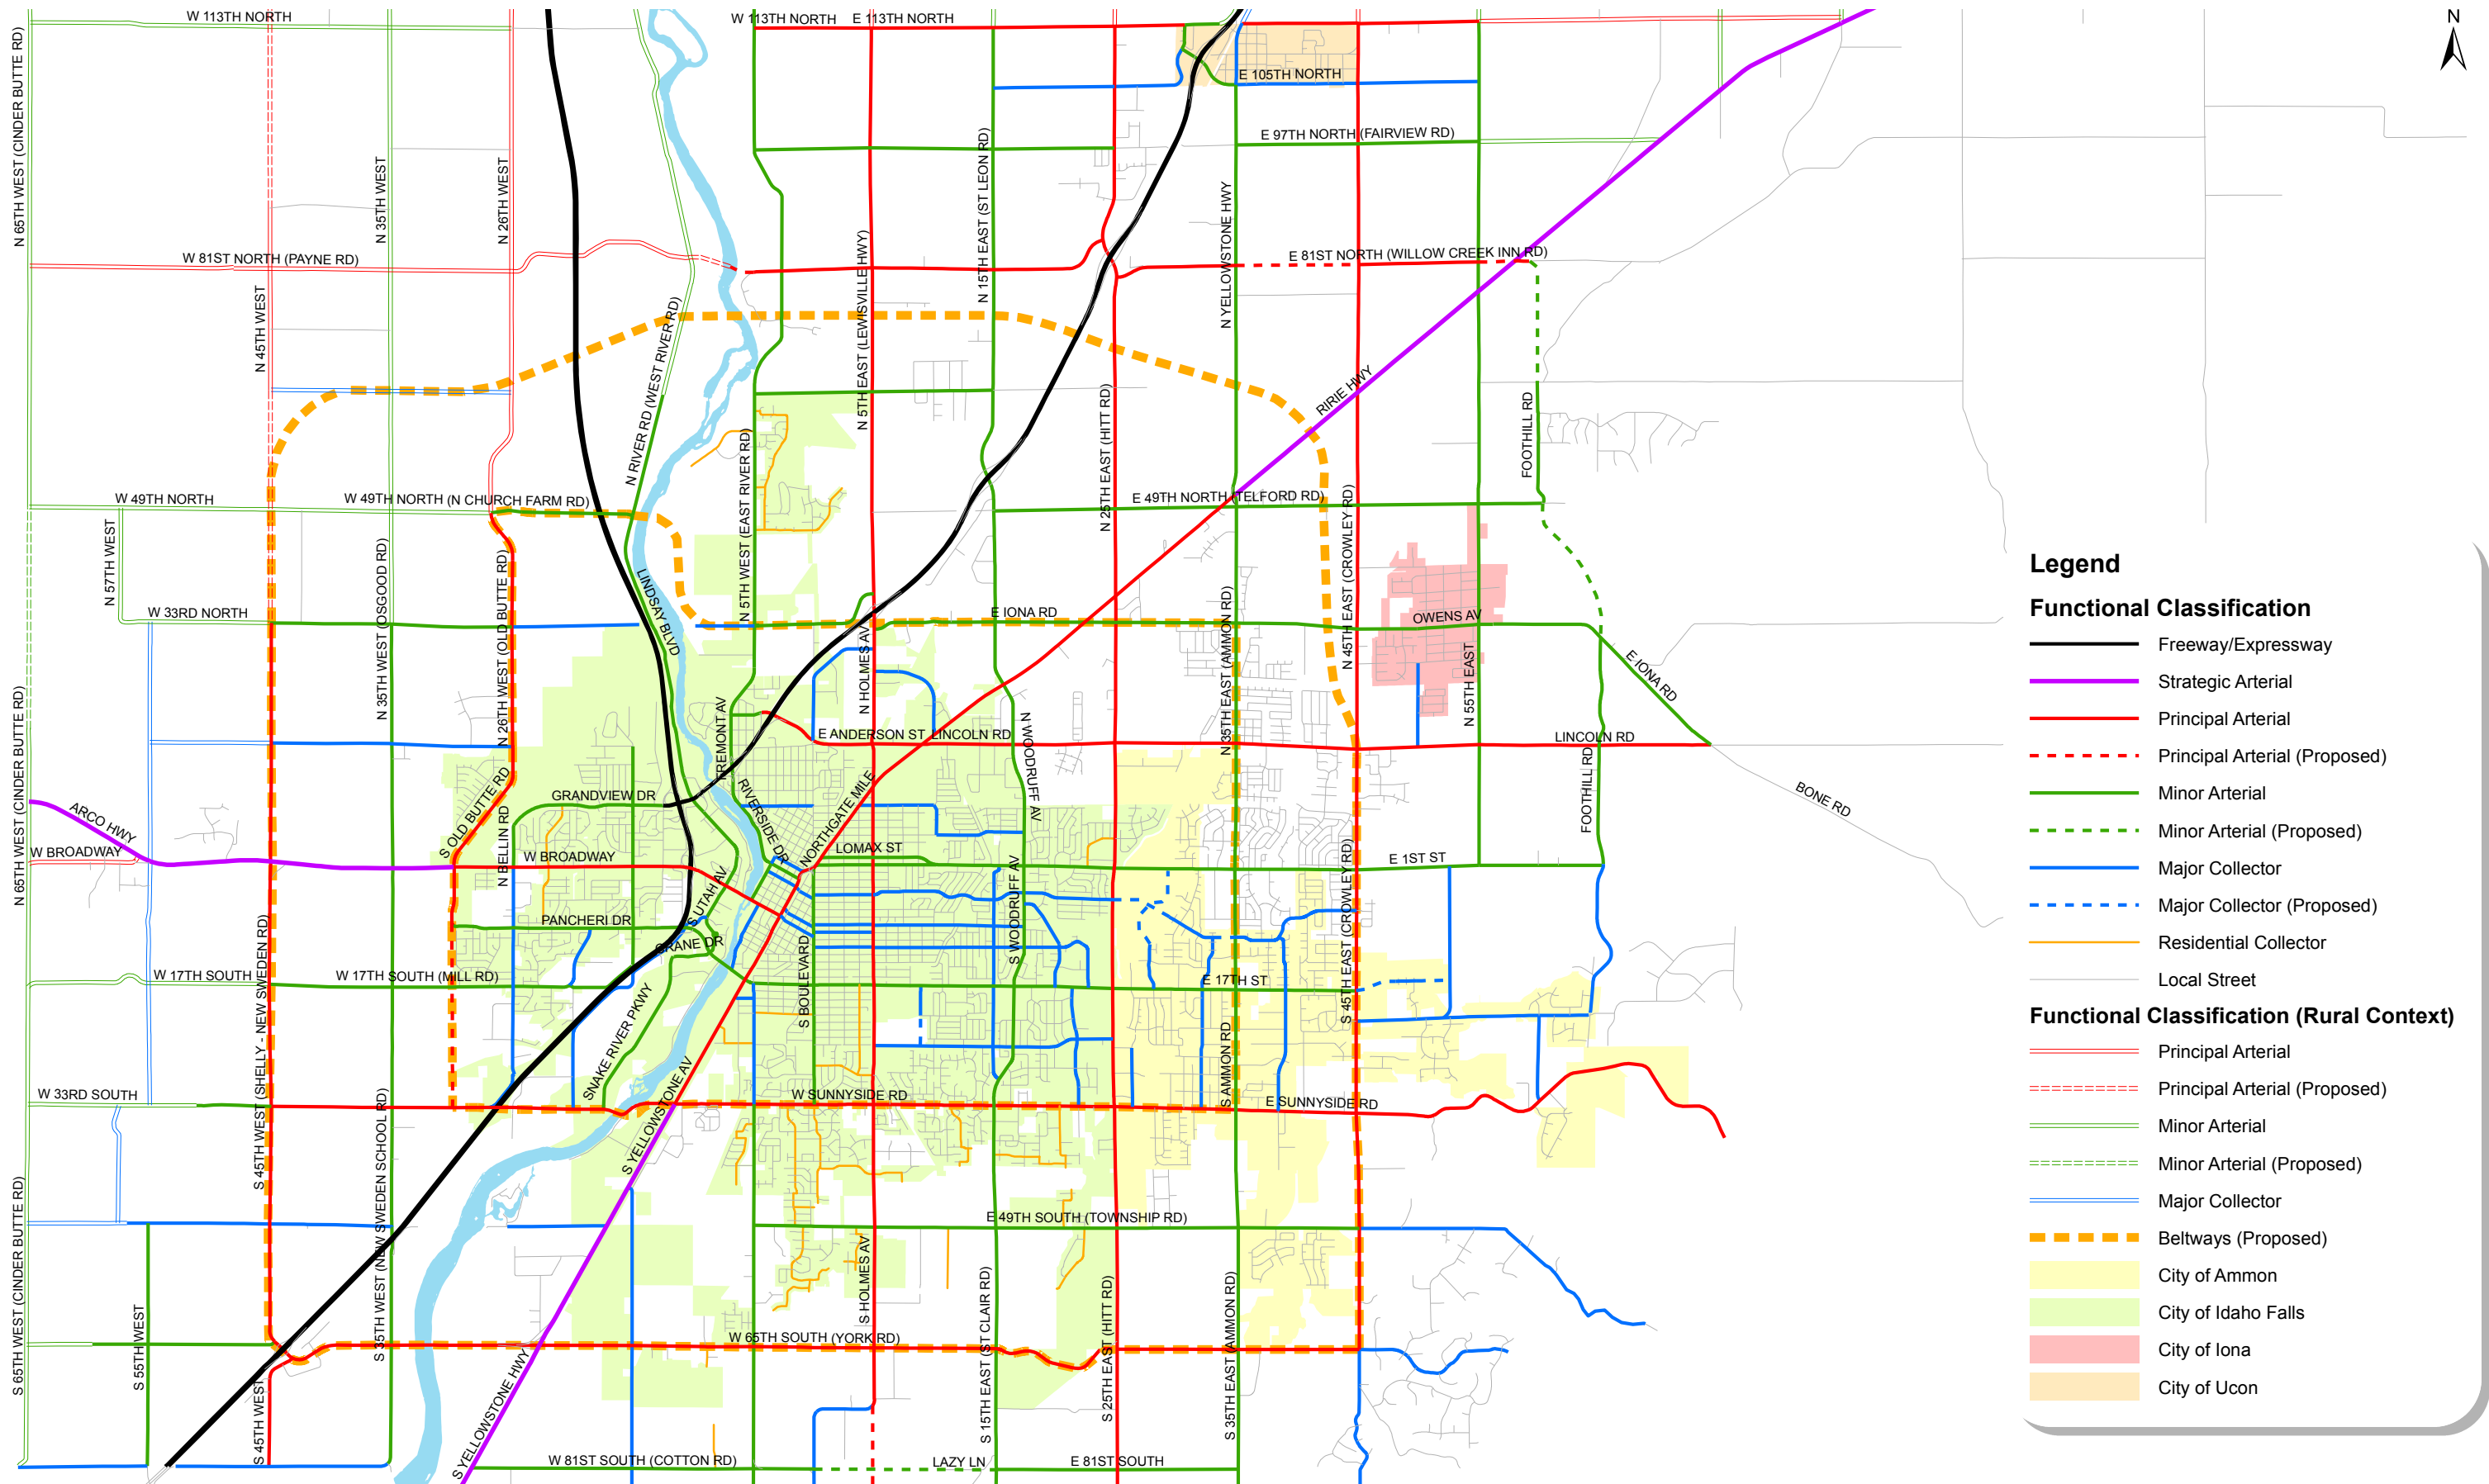 W 113TH NORTH
W 113TH NORTH
E 113TH NORTH
N
N 65TH WEST (CINDER BUTTE RD)
E 105TH NORTH
E 97TH NORTH (FAIRVIEW RD)
N 35TH WEST
N 26TH WEST
N 15TH EAST (ST LEON RD)
N YELLOWSTONE HWY
W 81ST NORTH (PAYNE RD)
E 81ST NORTH (WILLOW CREEK INN RD)
N 45TH WEST
N 5TH EAST (LEWISVILLE HWY)
N RIVER RD (WEST RIVER RD)
RIRIE HWY
N 25TH EAST (HITT RD)
FOOTHILL RD
N 5TH WEST (EAST RIVER RD)
W 49TH NORTH
W 49TH NORTH (N CHURCH FARM RD)
E 49TH NORTH (TELFORD RD)
N 45TH EAST (CROWLEY RD)
N 57TH WEST
N 35TH WEST (OSGOOD RD)
N 26TH WEST (OLD BUTTE RD)
LINDSAY BLVD
W 33RD NORTH
E IONA RD
OWENS AV
N 35TH EAST (AMMON RD)
N HOLMES AV
N 55TH EAST
E IONA RD
N 65TH WEST (CINDER BUTTE RD)
FREMONT AV
N WOODRUFF AV
E ANDERSON ST
LINCOLN RD
LINCOLN RD
FOOTHILL RD
BONE RD
ARCO HWY
W BROADWAY
S OLD BUTTE RD
GRANDVIEW DR
N BELLIN RD
W BROADWAY
RIVERSIDE DR
NORTHGATE MILE
LOMAX ST
E 1ST ST
S UTAH AV
PANCHERI DR
CRANE DR
S BOULEVARD
S WOODRUFF AV
S 45TH EAST (CROWLEY RD)
W 17TH SOUTH
W 17TH SOUTH (MILL RD)
E 17TH ST
S 45TH WEST (SHELLY - NEW SWEDEN RD)
SNAKE RIVER PKWY
S YELLOWSTONE AV
S AMMON RD
W 33RD SOUTH
W SUNNYSIDE RD
E SUNNYSIDE RD
S 35TH WEST (NEW SWEDEN SCHOOL RD)
S 65TH WEST (CINDER BUTTE RD)
E 49TH SOUTH (TOWNSHIP RD)
S HOLMES AV
S 15TH EAST (ST CLAIR RD)
S 25TH EAST (HITT RD)
S 35TH EAST (AMMON RD)
S 55TH WEST
W 65TH SOUTH (YORK RD)
S 45TH WEST
S YELLOWSTONE HWY
W 81ST SOUTH (COTTON RD)
LAZY LN
E 81ST SOUTH
Legend
Functional Classification
Freeway/Expressway
Strategic Arterial
Principal Arterial
Principal Arterial (Proposed)
Minor Arterial
Minor Arterial (Proposed)
Major Collector
Major Collector (Proposed)
Residential Collector
Local Street
Functional Classification (Rural Context)
Principal Arterial
Principal Arterial (Proposed)
Minor Arterial
Minor Arterial (Proposed)
Major Collector
Beltways (Proposed)
City of Ammon
City of Idaho Falls
City of Iona
City of Ucon